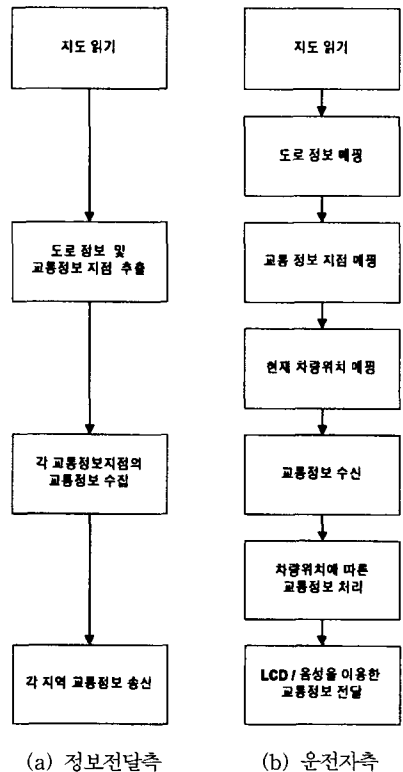 지도 읽기
도로 정보 및
교통정보 지점 추출
각 교통정보지점의
교통정보 수집
각 지역 교통정보 송신
(a) 정보전달측
지도 읽기
도로 정보 매핑
교통 정보 지점 매핑
현재 차량위치 매핑
교통정보 수신
차량위치에 따른
교통정보 처리
LCD / 음성을 이용한
교통정보 전달
(b) 운전자측